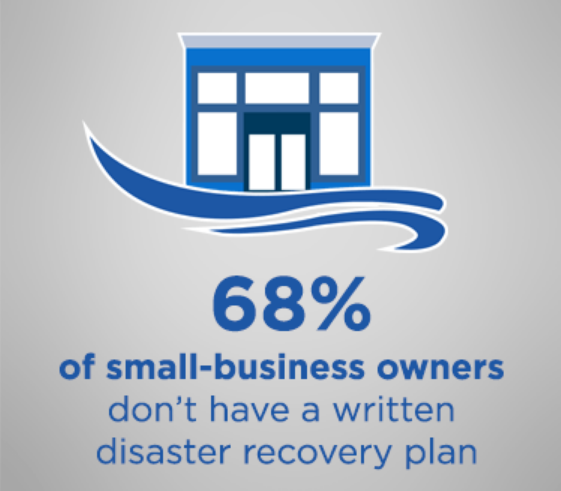 68%
of small-business owners
don't have a written
disaster recovery plan